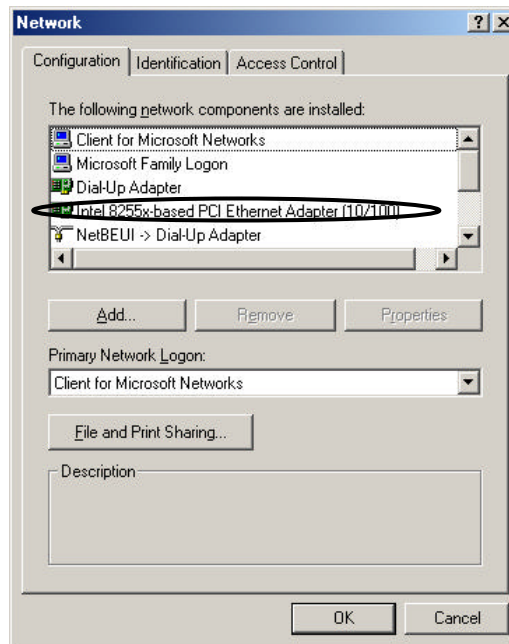 Network
Configuration Identification Access Control
The following network components are installed:
Client for Microsoft Networks
Microsoft Family Logon
Dial-Up Adapter
Intel 8255x-based PCI Ethernet Adapter (10/100)
NetBEUI -> Dial-Up Adapter
Add... Remove Properties
Primary Network Logon:
Client for Microsoft Networks
File and Print Sharing...
Description
OK Cancel